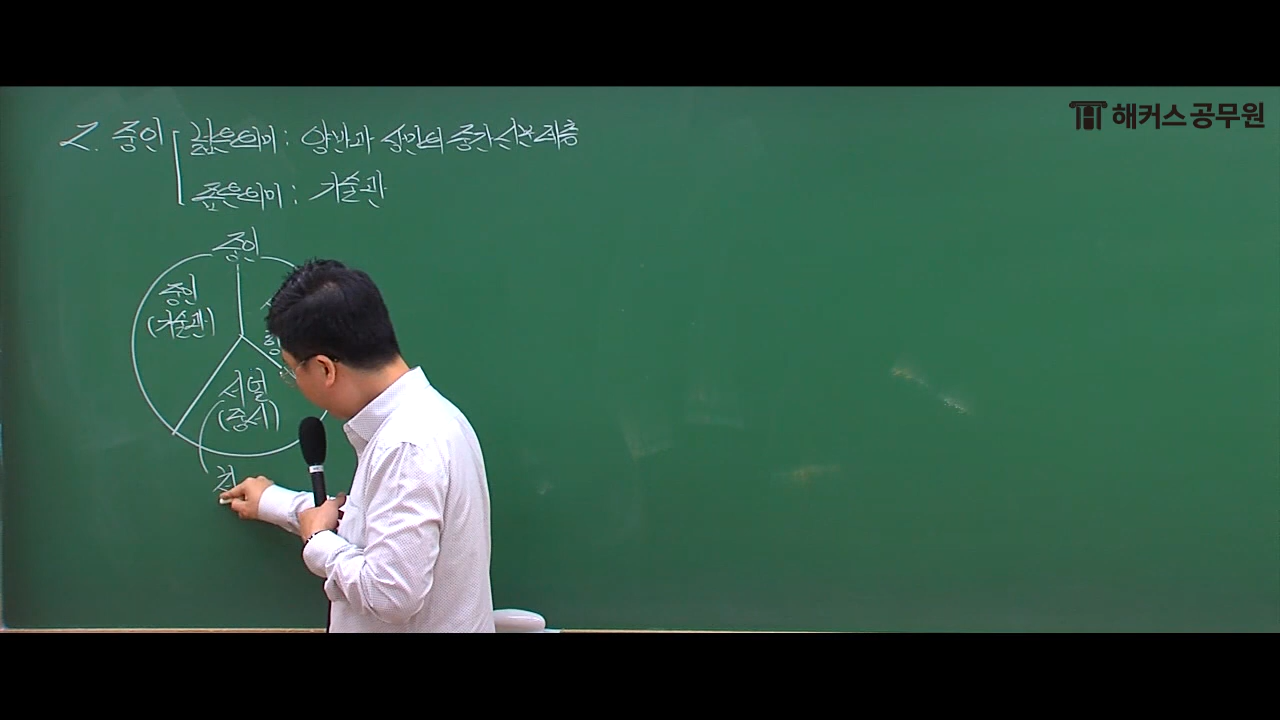 해커스공무원
2. 중인 넓은의미: 양반과 상민의 중간신분계층
좁은의미: 기술관
중인
중인
(기술관)
서얼
(중서)